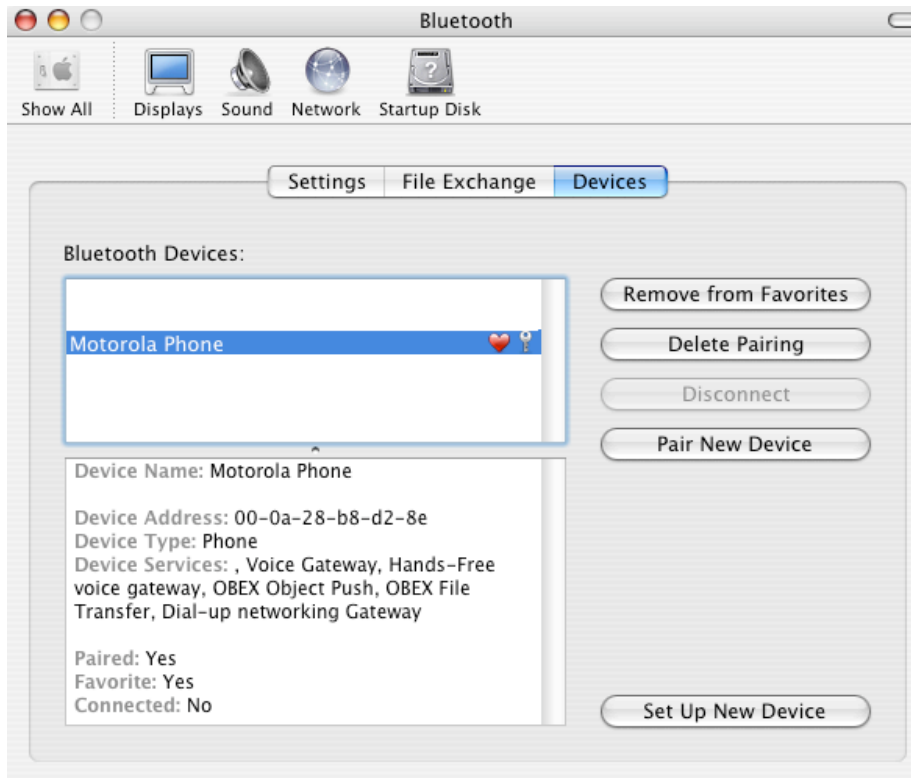 Bluetooth
Show All Displays Sound Network Startup Disk
Settings File Exchange Devices
Bluetooth Devices:
Remove from Favorites
Motorola Phone
Delete Pairing
Disconnect
Pair New Device
Device Name: Motorola Phone
Device Address: 00-0a-28-b8-d2-8e
Device Type: Phone
Device Services: , Voice Gateway, Hands-Free
voice gateway, OBEX Object Push, OBEX File
Transfer, Dial-up networking Gateway
Paired: Yes
Favorite: Yes
Connected: No
Set Up New Device